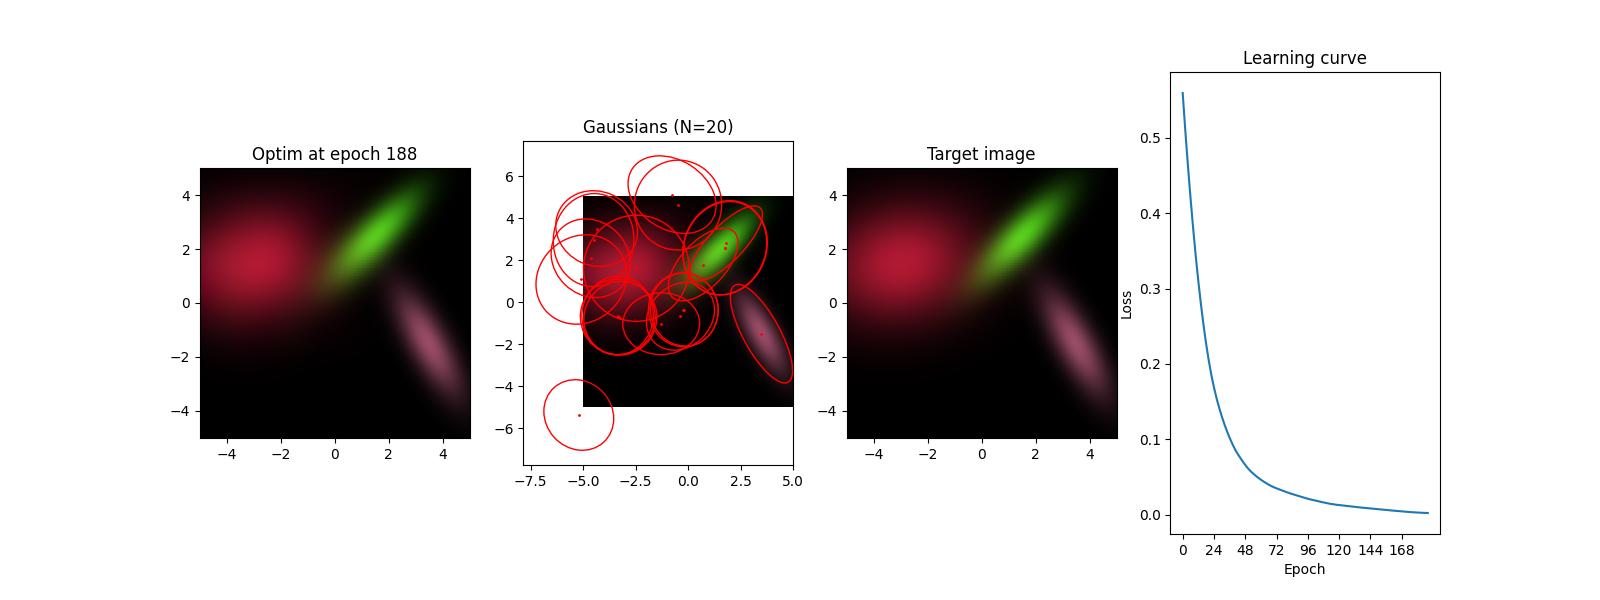 Optim at epoch 188
4
2
0
−2
−4
−4 −2 0 2 4
Gaussians (N=20)
6
4
2
0
−2
−4
−6
−7.5 −5.0 −2.5 0.0 2.5 5.0
Target image
4
2
0
−2
−4
−4 −2 0 2 4
Learning curve
Loss
0.5
0.4
0.3
0.2
0.1
0.0
0 24 48 72 96 120 144 168
Epoch